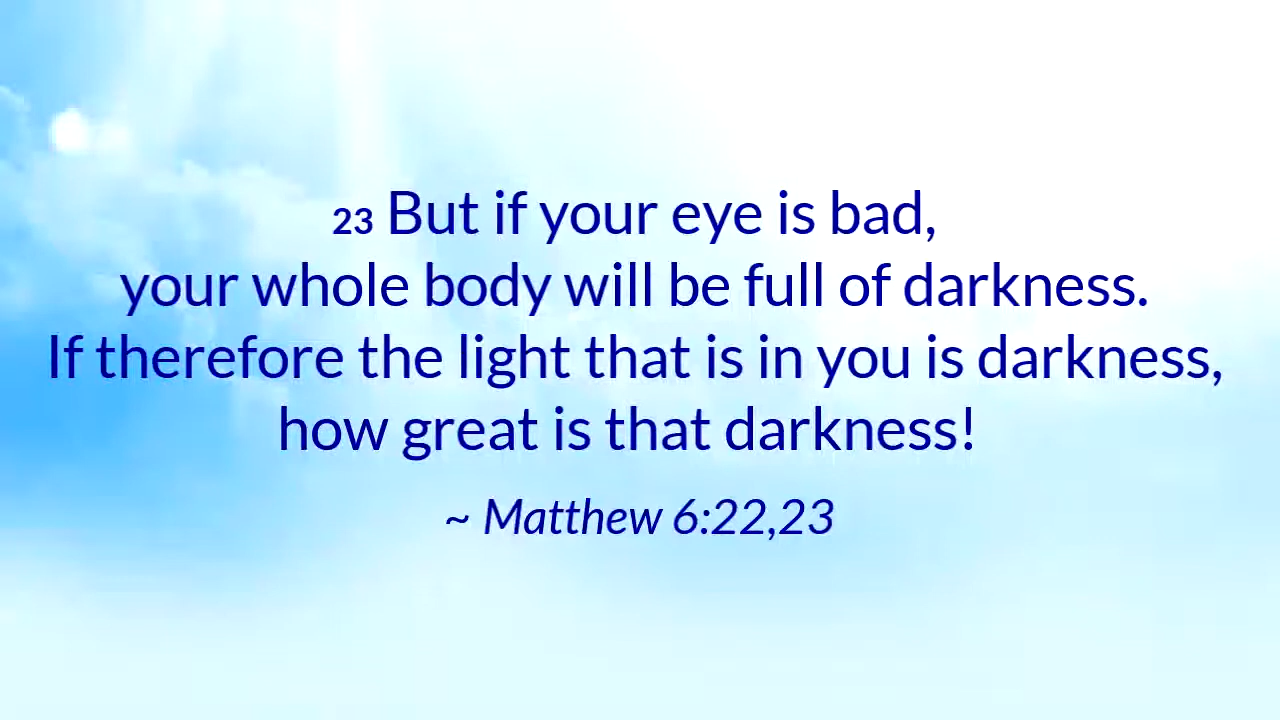 23 But if your eye is bad,
your whole body will be full of darkness.
If therefore the light that is in you is darkness,
how great is that darkness!
~ Matthew 6:22,23